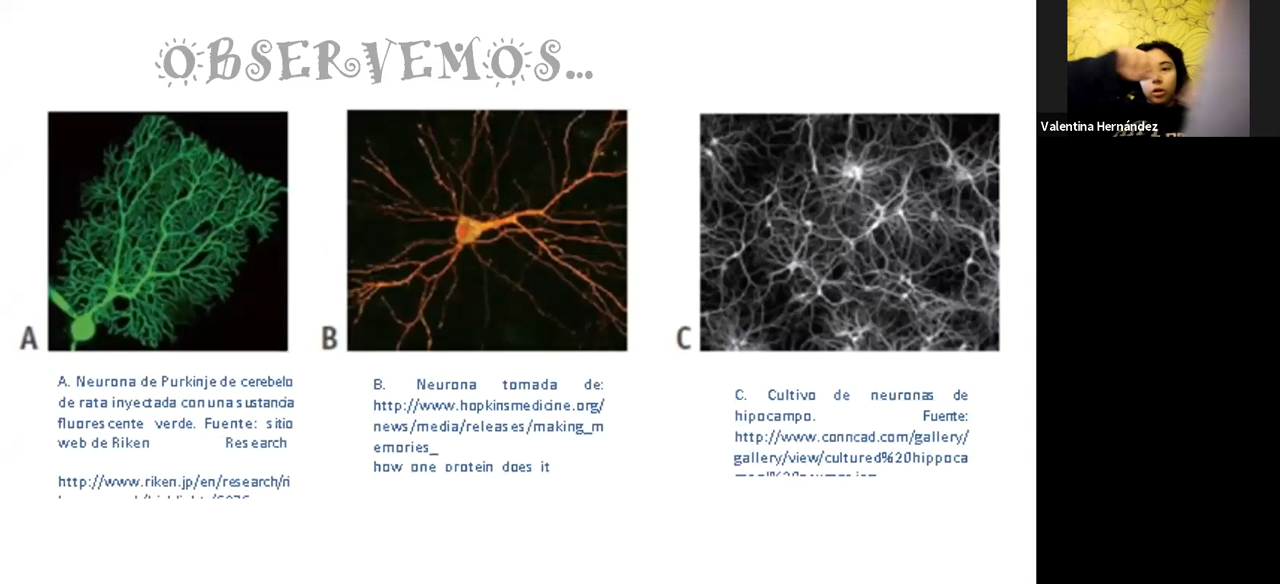 OBSERVEMOS...
Valentina Hernández
A
B
C
A. Neurona de Purkinje de cerebelo
de rata inyectada con una sustancia
fluorescente verde. Fuente: sitio
web de Riken Research
http://www.riken.jp/en/research/ri
B. Neurona tomada de:
http://www.hopkinsmedicine.org/
news/media/releases/making_m
emories_
how one protein does it
C. Cultivo de neuronas de
hipocampo. Fuente:
http://www.conncad.com/gallery/
gallery/view/cultured%20hippoca